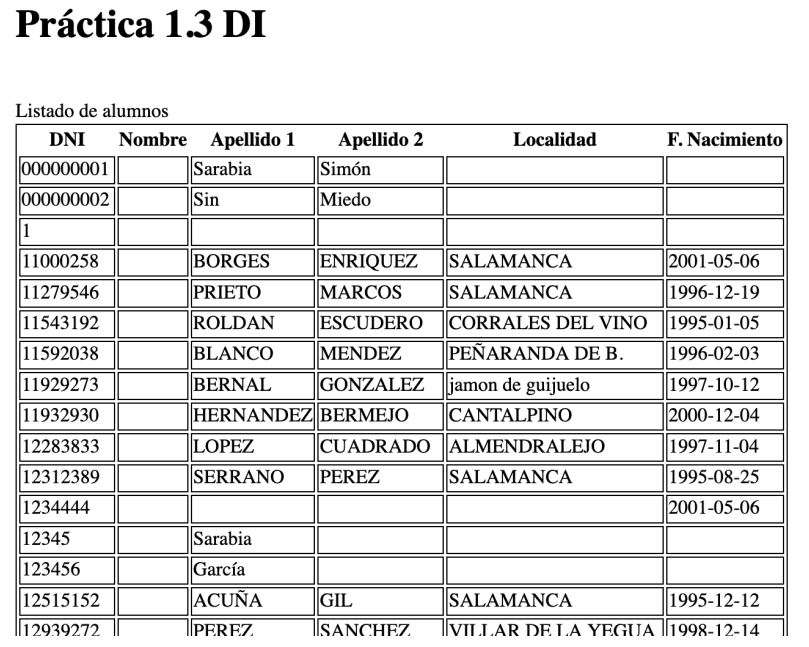 Práctica 1.3 DI
Listado de alumnos
DNI Nombre Apellido 1 Apellido 2 Localidad F. Nacimiento
000000001 Sarabia Simón
000000002 Sin Miedo
1
11000258 BORGES ENRIQUEZ SALAMANCA 2001-05-06
11279546 PRIETO MARCOS SALAMANCA 1996-12-19
11543192 ROLDAN ESCUDERO CORRALES DEL VINO 1995-01-05
11592038 BLANCO MENDEZ PEÑARANDA DE B. 1996-02-03
11929273 BERNAL GONZALEZ jamon de guijuelo 1997-10-12
11932930 HERNANDEZ BERMEJO CANTALPINO 2000-12-04
12283833 LOPEZ CUADRADO ALMENDRALEJO 1997-11-04
12312389 SERRANO PEREZ SALAMANCA 1995-08-25
1234444 2001-05-06
12345 Sarabia
123456 García
12515152 ACUÑA GIL SALAMANCA 1995-12-12
12939272 PEREZ SANCHEZ VILLAR DE LA YEGUA 1998-12-14